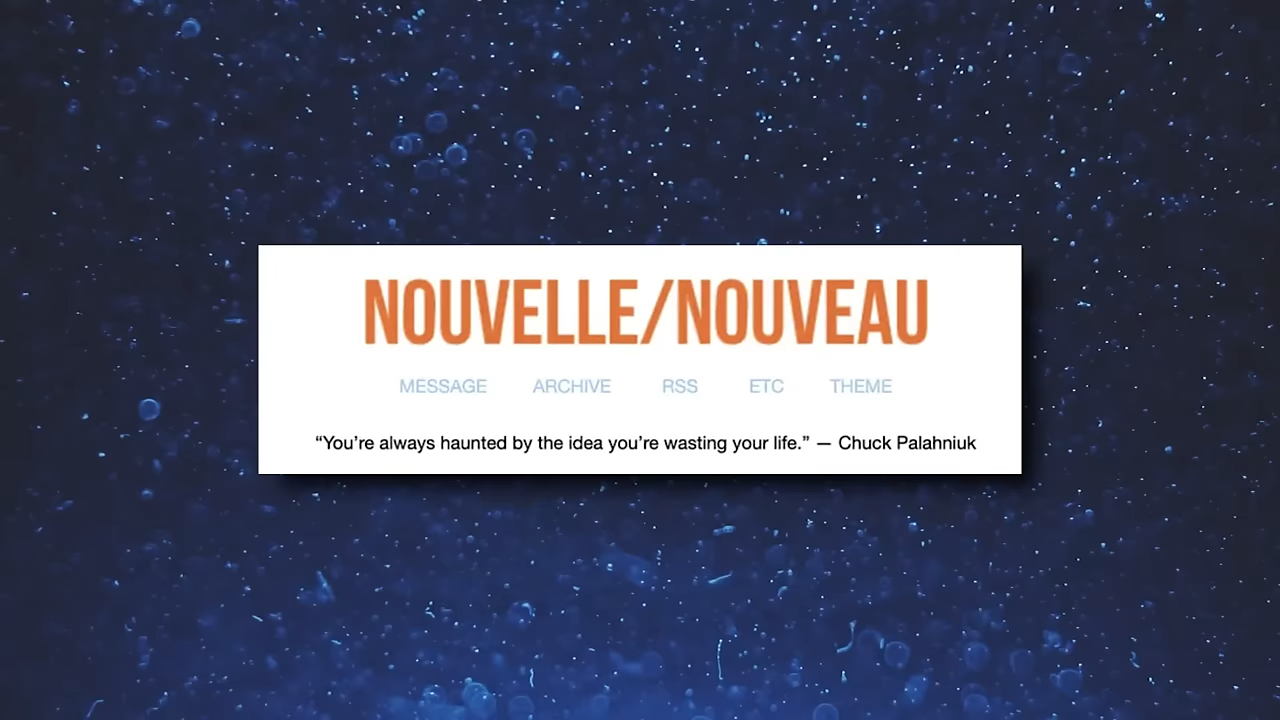 NOUVELLE/NOUVEAU
MESSAGE ARCHIVE RSS ETC THEME
“You’re always haunted by the idea you’re wasting your life.” — Chuck Palahniuk